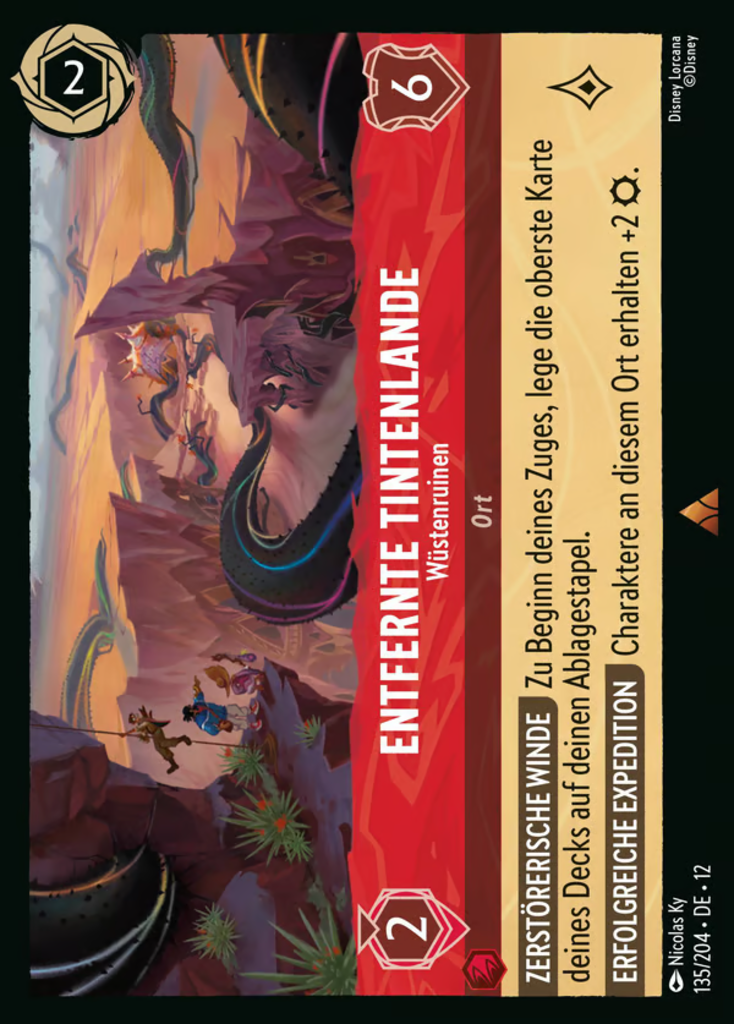 2
2
ENTFERNTE TINTENLANDE
6
Wüstenruinen
Ort
ZERSTÖRERISCHE WINDE Zu Beginn deines Zuges, lege die oberste Karte
deines Decks auf deinen Ablagestapel.
ERFOLGREICHE EXPEDITION Charaktere an diesem Ort erhalten +2 .
Nicolas Ky
135/204 • DE • 12
Disney Lorcana
©Disney